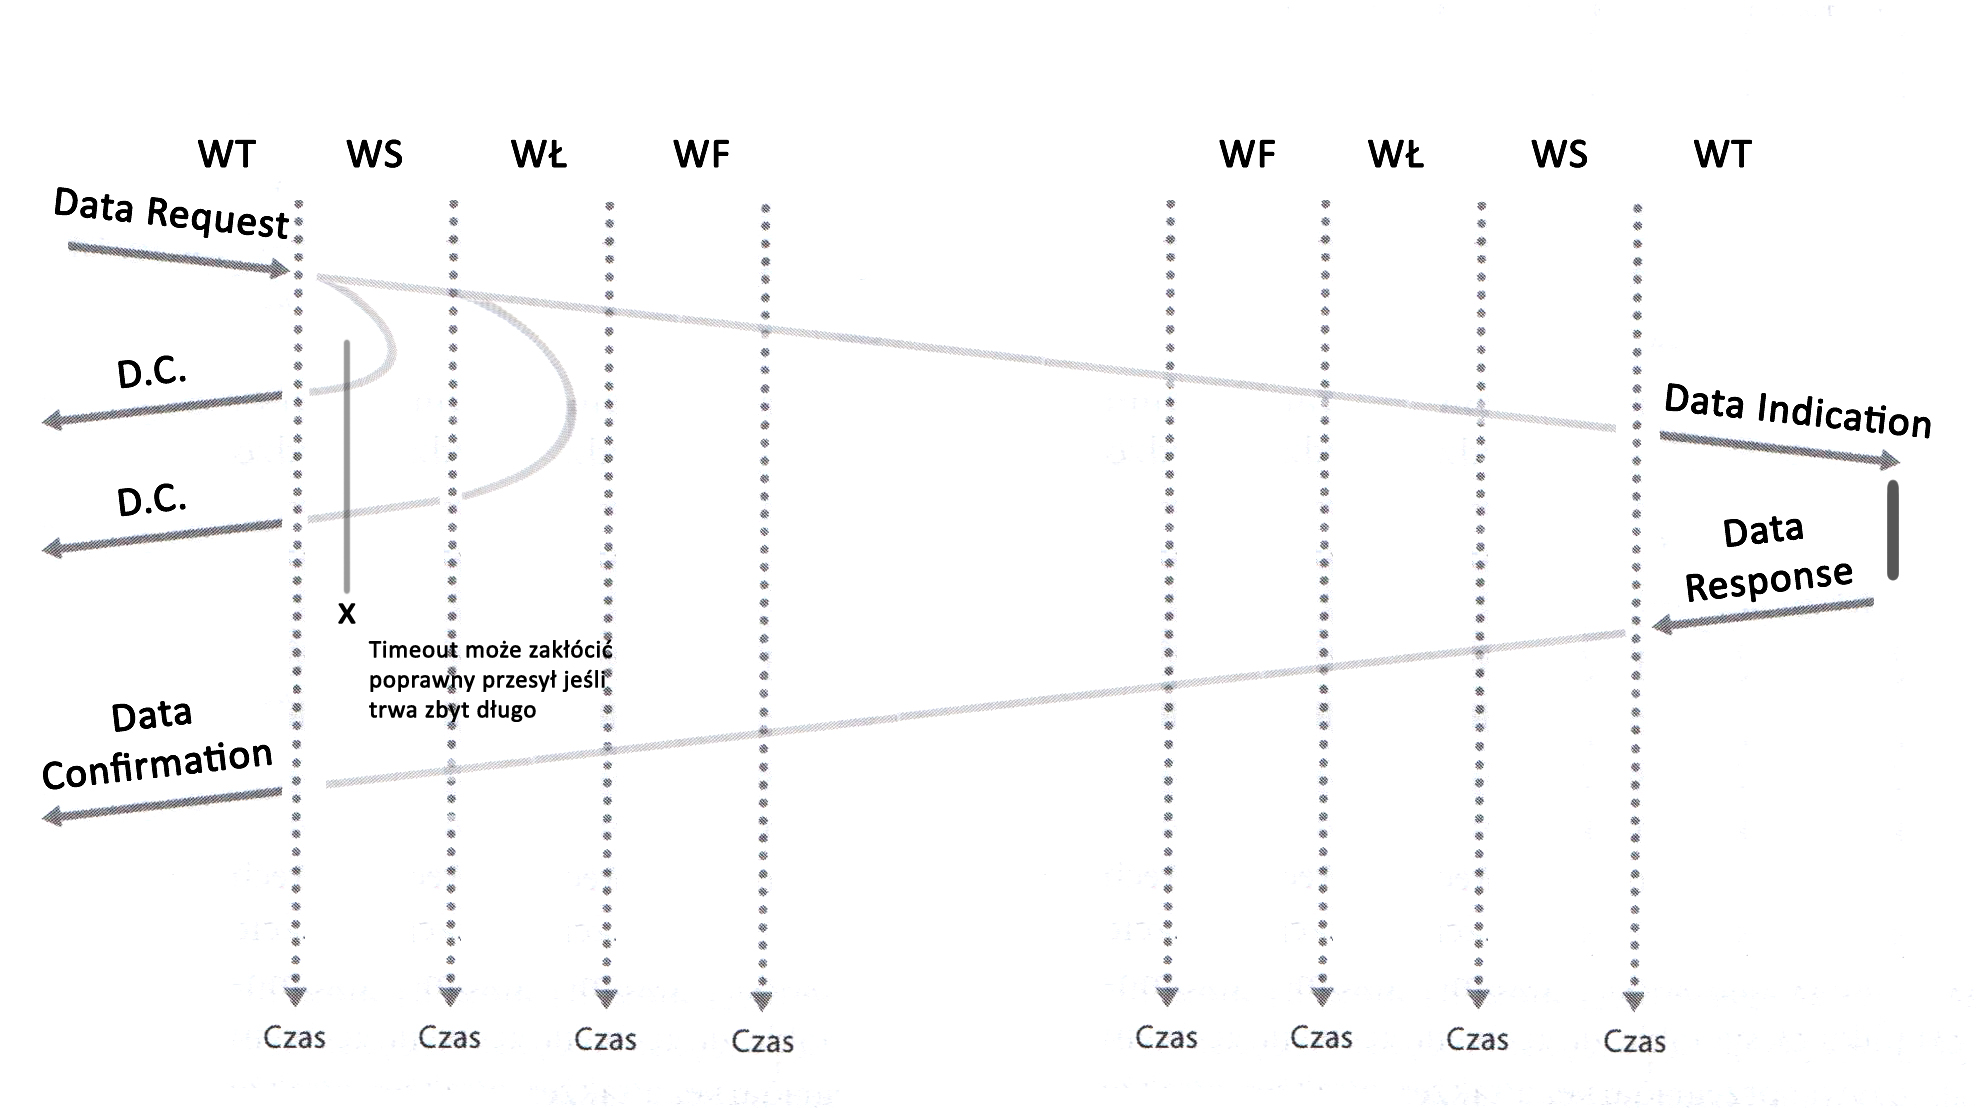 WT WS WŁ WF WF WŁ WS WT
Data Request
D.C.
Data Indication
D.C.
Data
Response
x
Timeout może zakłócić
poprawny przesył jeśli
trwa zbyt długo
Data
Confirmation
Czas Czas Czas Czas Czas Czas Czas Czas